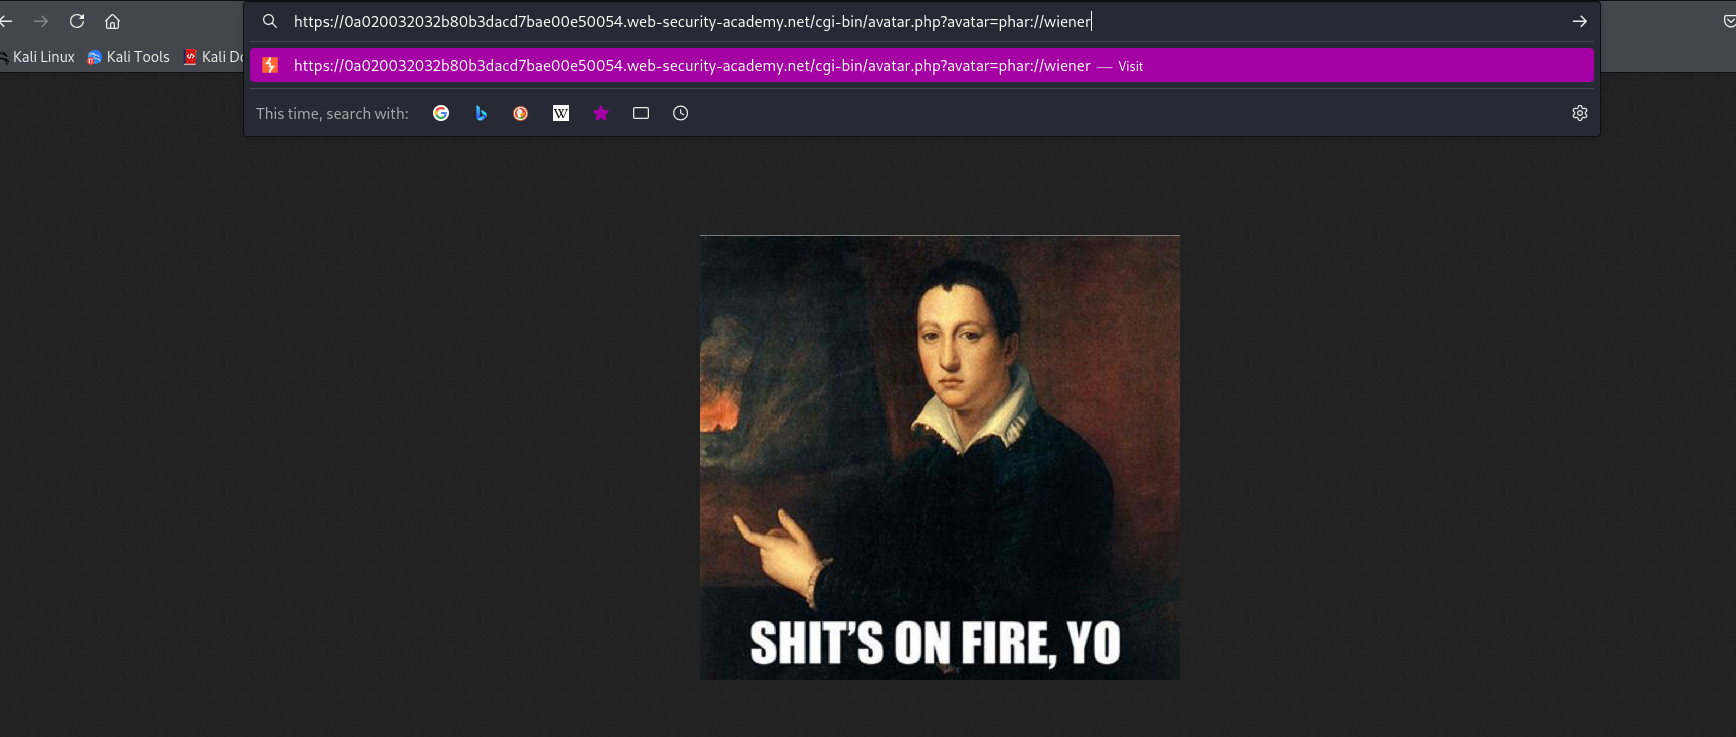 https://0a020032032b80b3dacd7bae00e50054.web-security-academy.net/cgi-bin/avatar.php?avatar=phar://wiener
Kali Linux Kali Tools Kali Do
https://0a020032032b80b3dacd7bae00e50054.web-security-academy.net/cgi-bin/avatar.php?avatar=phar://wiener — Visit
This time, search with: W
SHIT'S ON FIRE, YO